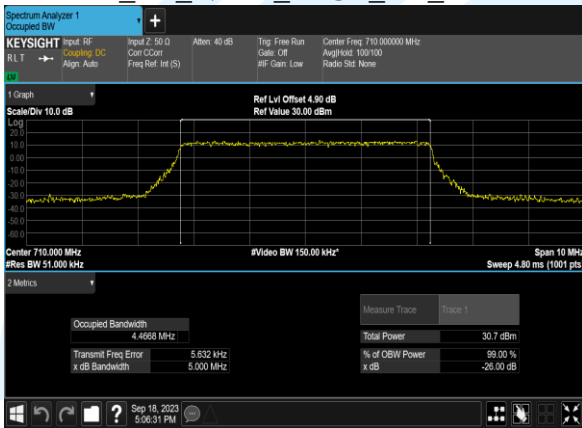 Spectrum Analyzer 1
Occupied BW
KEYSIGHT
R L T
LXI
Input: RF
Coupling: DC
Align: Auto
Input Z: 50 Ω
Corr CCorr
Freq Ref: Int (S)
Atten: 40 dB
Trig: Free Run
Gate: Off
#IF Gain: Low
Center Freq: 710.000000 MHz
Avg|Hold: 100/100
Radio Std: None
1 Graph
Scale/Div 10.0 dB
Ref Lvl Offset 4.90 dB
Ref Value 30.00 dBm
Log
20.0
10.0
0.00
-10.0
-20.0
-30.0
-40.0
-50.0
-60.0
Center 710.000 MHz
#Video BW 150.00 kHz*
Span 10 MHz
#Res BW 51.000 kHz
Sweep 4.80 ms (1001 pts)
2 Metrics
Measure Trace Trace 1
Occupied Bandwidth
4.4668 MHz
Total Power 30.7 dBm
Transmit Freq Error 5.632 kHz
% of OBW Power 99.00 %
x dB Bandwidth 5.000 MHz
x dB -26.00 dB
?
Sep 18, 2023
5:06:31 PM